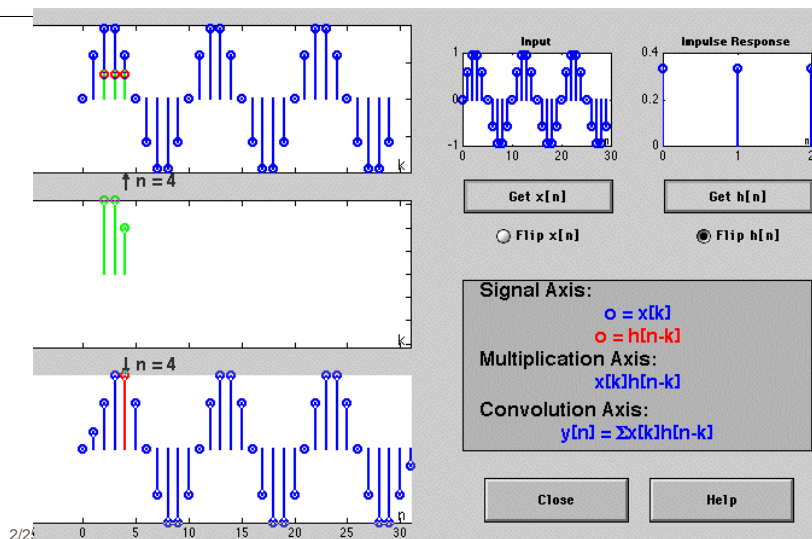 Input
Impulse Response
1
0
-1
0 10 20 30
n
0.4
0.2
0
0 1 2
n
k
n = 4
Get x[n]
Get h[n]
Flip x[n]
Flip h[n]
k
n = 4
Signal Axis:
o = x[k]
o = h[n-k]
Multiplication Axis:
x[k]h[n-k]
Convolution Axis:
y[n] = Σx[k]h[n-k]
n
0 5 10 15 20 25 30
Close
Help